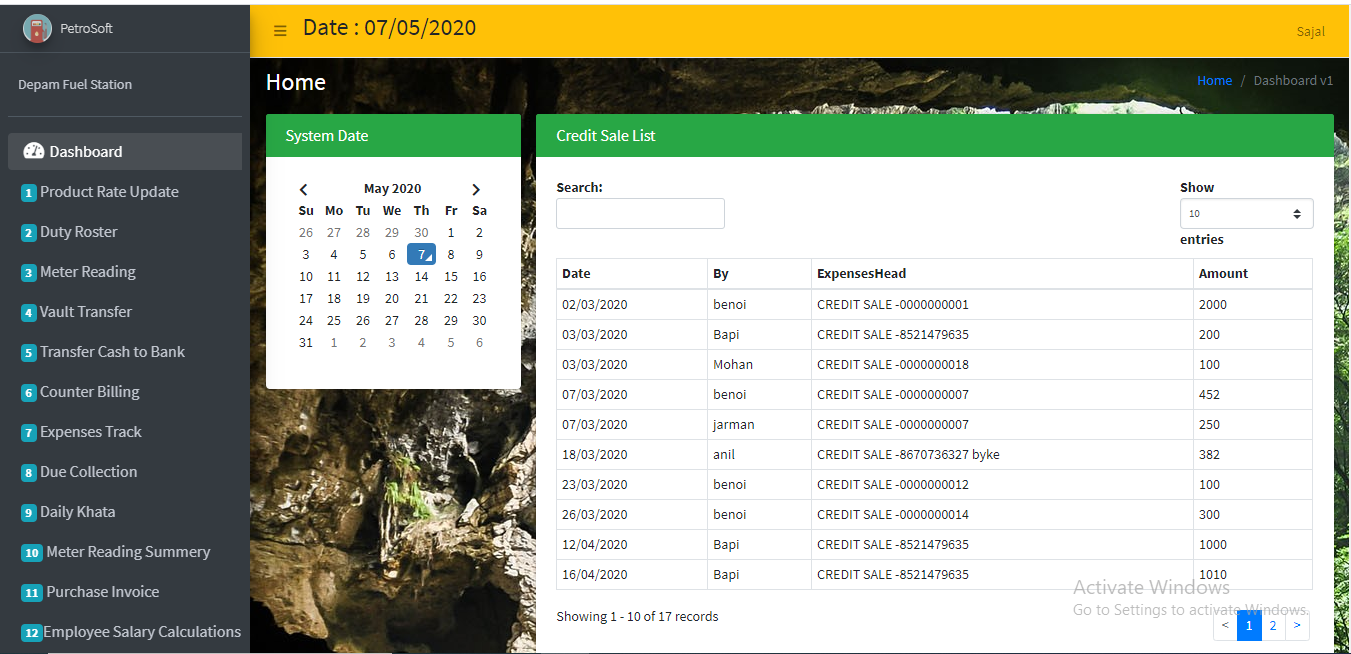 PetroSoft
Date : 07/05/2020
Sajal
Depam Fuel Station
Dashboard
1 Product Rate Update
2 Duty Roster
3 Meter Reading
4 Vault Transfer
5 Transfer Cash to Bank
6 Counter Billing
7 Expenses Track
8 Due Collection
9 Daily Khata
10 Meter Reading Summery
11 Purchase Invoice
12 Employee Salary Calculations
Home
Home / Dashboard v1
System Date
May 2020
Su Mo Tu We Th Fr Sa
26 27 28 29 30 1 2
3 4 5 6 7 8 9
10 11 12 13 14 15 16
17 18 19 20 21 22 23
24 25 26 27 28 29 30
31 1 2 3 4 5 6
Credit Sale List
Search:
Show
10
entries
Date By ExpensesHead Amount
02/03/2020 benoi CREDIT SALE -0000000001 2000
03/03/2020 Bapi CREDIT SALE -8521479635 200
03/03/2020 Mohan CREDIT SALE -0000000018 100
07/03/2020 benoi CREDIT SALE -0000000007 452
07/03/2020 jarman CREDIT SALE -0000000007 250
18/03/2020 anil CREDIT SALE -8670736327 byke 382
23/03/2020 benoi CREDIT SALE -0000000012 100
26/03/2020 benoi CREDIT SALE -0000000014 300
12/04/2020 Bapi CREDIT SALE -8521479635 1000
16/04/2020 Bapi CREDIT SALE -8521479635 1010
Showing 1 - 10 of 17 records
< 1 2 >
Activate Windows
Go to Settings to activate Windows.